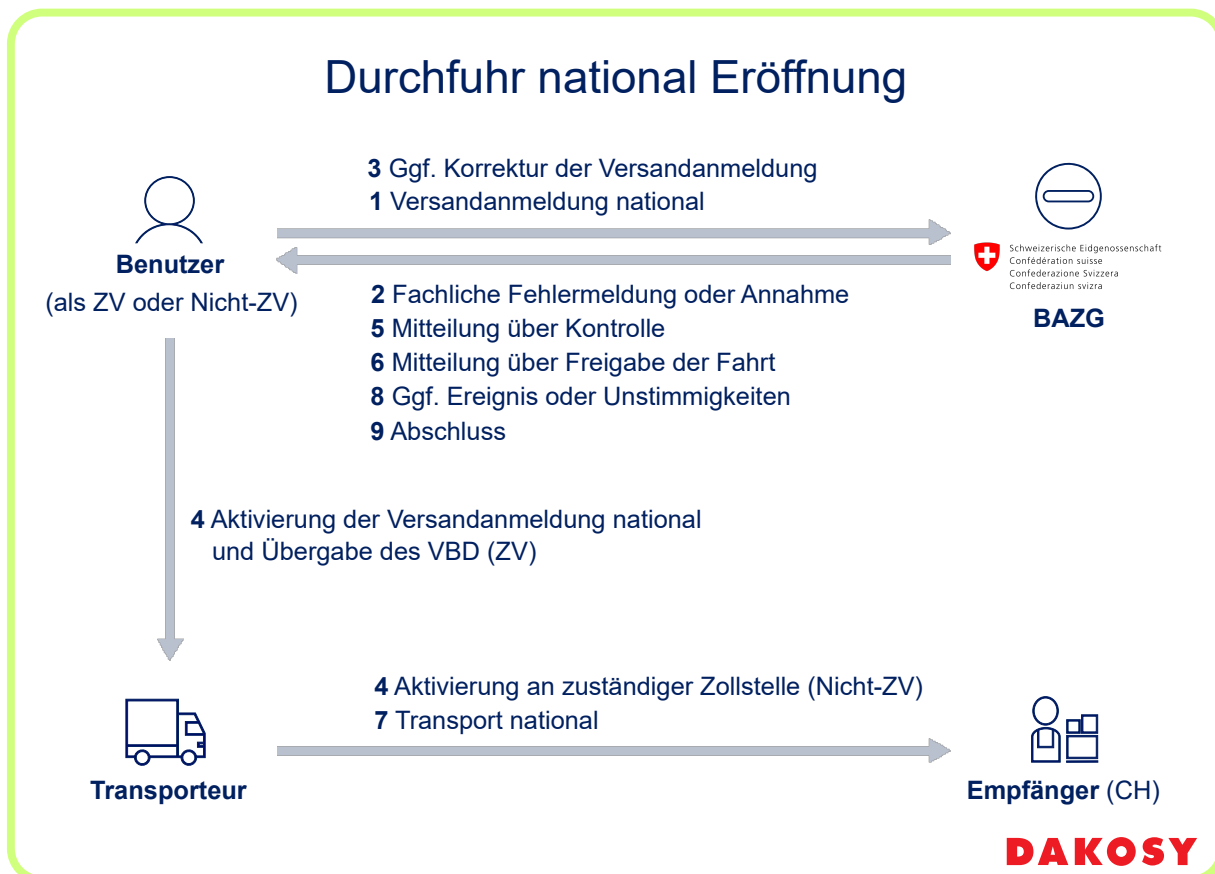 Durchfuhr national Eröffnung
3 Ggf. Korrektur der Versandanmeldung
1 Versandanmeldung national
Benutzer
(als ZV oder Nicht-ZV)
Schweizerische Eidgenossenschaft
Confédération suisse
Confederazione Svizzera
Confederaziun svizra
BAZG
2 Fachliche Fehlermeldung oder Annahme
5 Mitteilung über Kontrolle
6 Mitteilung über Freigabe der Fahrt
8 Ggf. Ereignis oder Unstimmigkeiten
9 Abschluss
4 Aktivierung der Versandanmeldung national
und Übergabe des VBD (ZV)
4 Aktivierung an zuständiger Zollstelle (Nicht-ZV)
7 Transport national
Transporteur
Empfänger (CH)
DAKOSY